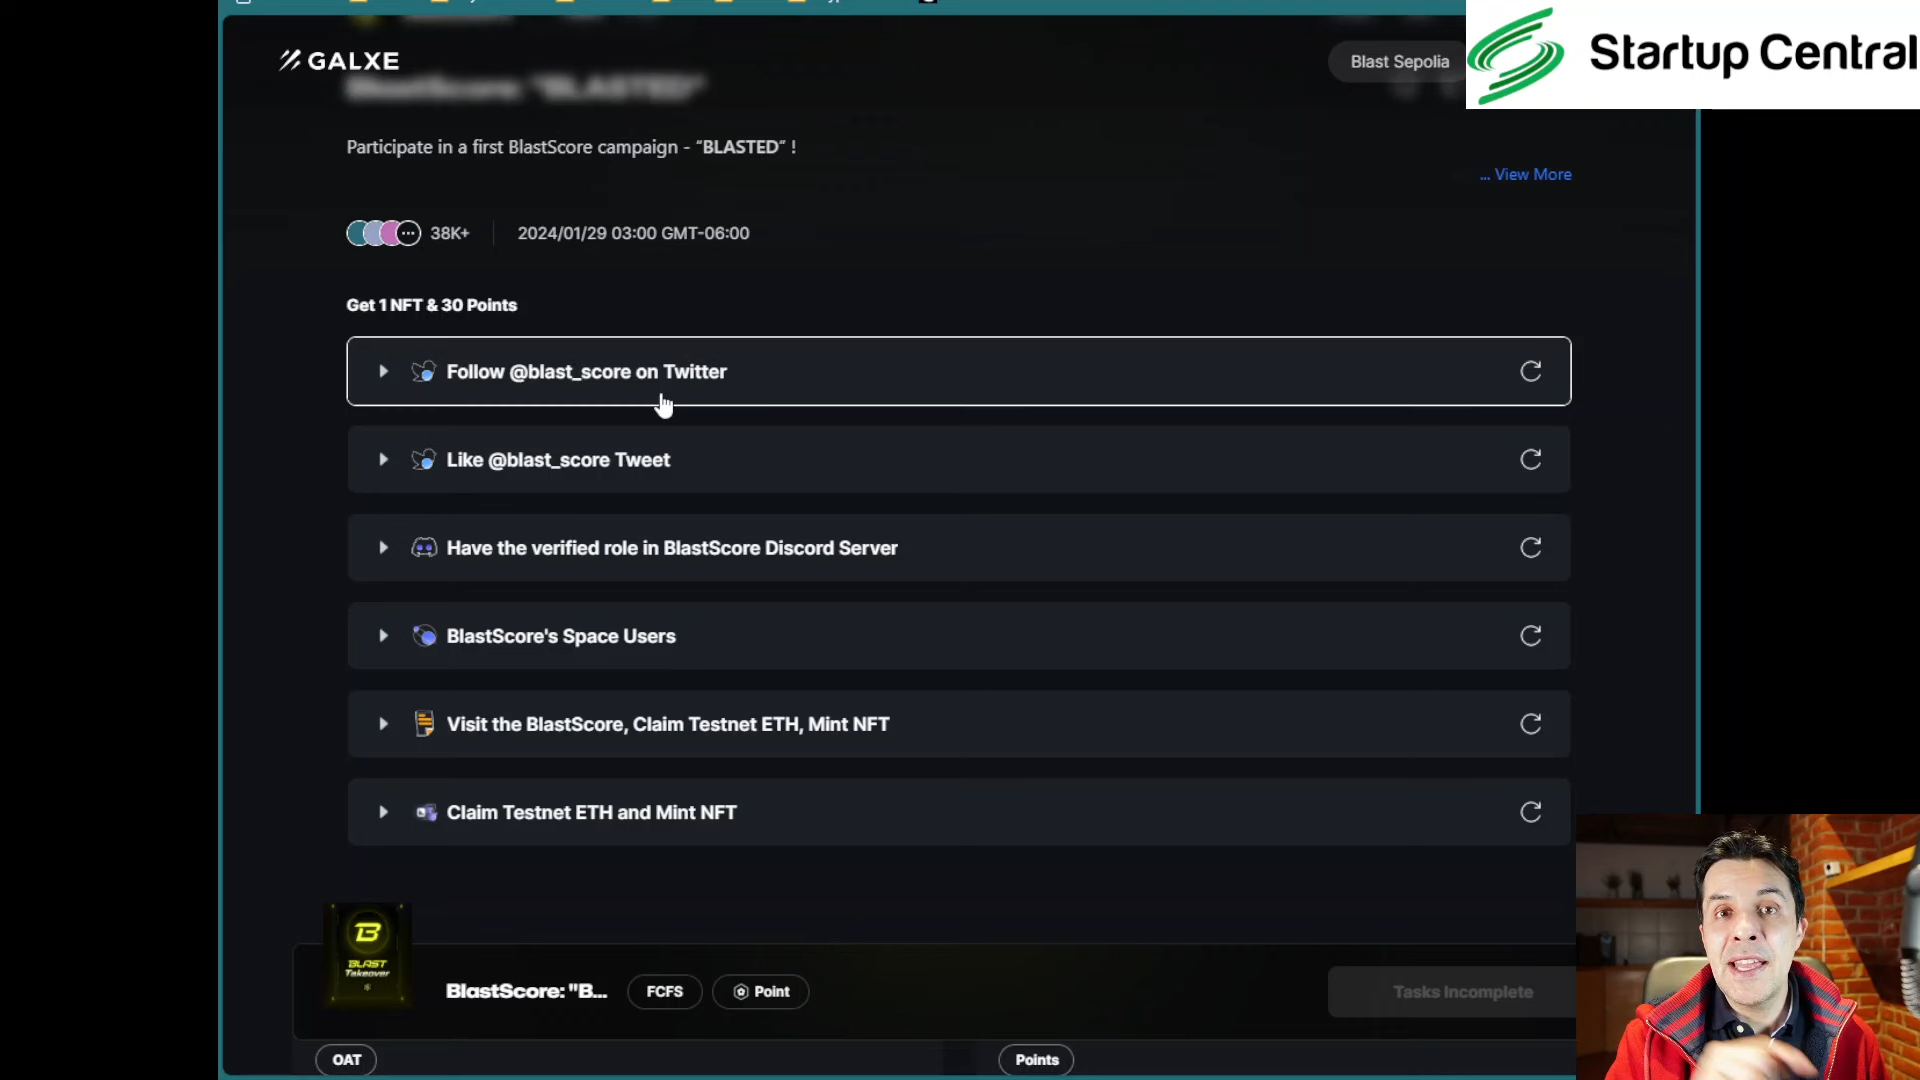 GALXE
Blast Sepolia
Startup Central
BlastScore: "BLASTED"
Participate in a first BlastScore campaign - “BLASTED” !
... View More
38K+
2024/01/29 03:00 GMT-06:00
Get 1 NFT & 30 Points
Follow @blast_score on Twitter
Like @blast_score Tweet
Have the verified role in BlastScore Discord Server
BlastScore's Space Users
Visit the BlastScore, Claim Testnet ETH, Mint NFT
Claim Testnet ETH and Mint NFT
B
BLAST
Takeover
BlastScore: "B...
FCFS
Point
Tasks Incomplete
OAT
Points